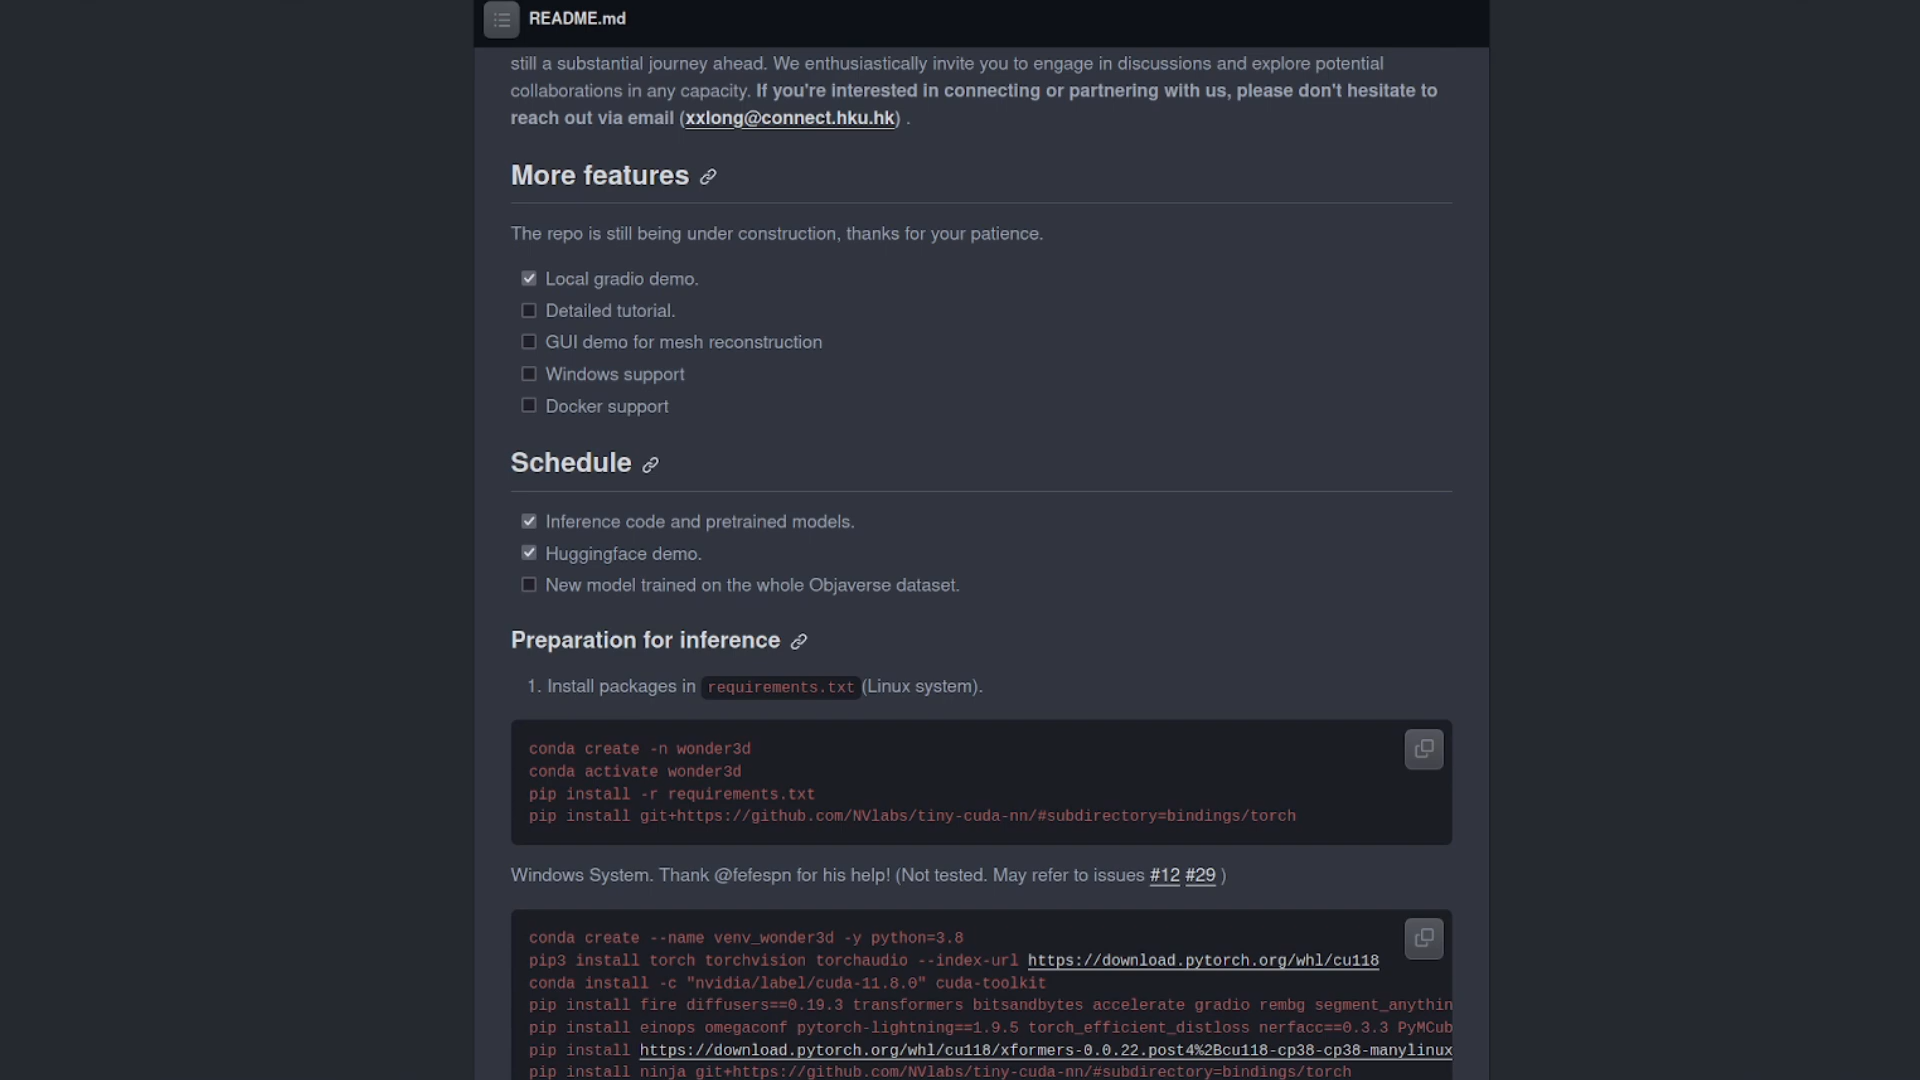 README.md
still a substantial journey ahead. We enthusiastically invite you to engage in discussions and explore potential
collaborations in any capacity. If you're interested in connecting or partnering with us, please don't hesitate to
reach out via email (xxlong@connect.hku.hk) .
More features
The repo is still being under construction, thanks for your patience.
Local gradio demo.
Detailed tutorial.
GUI demo for mesh reconstruction
Windows support
Docker support
Schedule
Inference code and pretrained models.
Huggingface demo.
New model trained on the whole Objaverse dataset.
Preparation for inference
1. Install packages in requirements.txt (Linux system).
conda create -n wonder3d
conda activate wonder3d
pip install -r requirements.txt
pip install git+https://github.com/NVlabs/tiny-cuda-nn/#subdirectory=bindings/torch
Windows System. Thank @fefespn for his help! (Not tested. May refer to issues #12 #29 )
conda create --name venv_wonder3d -y python=3.8
pip3 install torch torchvision torchaudio --index-url https://download.pytorch.org/whl/cu118
conda install -c "nvidia/label/cuda-11.8.0" cuda-toolkit
pip install fire diffusers==0.19.3 transformers bitsandbytes accelerate gradio rembg segment_anythin
pip install einops omegaconf pytorch-lightning==1.9.5 torch_efficient_distloss nerfacc==0.3.3 PyMCub
pip install https://download.pytorch.org/whl/cu118/xformers-0.0.22.post4%2Bcu118-cp38-cp38-manylinux
pip install ninja git+https://github.com/NVlabs/tiny-cuda-nn/#subdirectory=bindings/torch